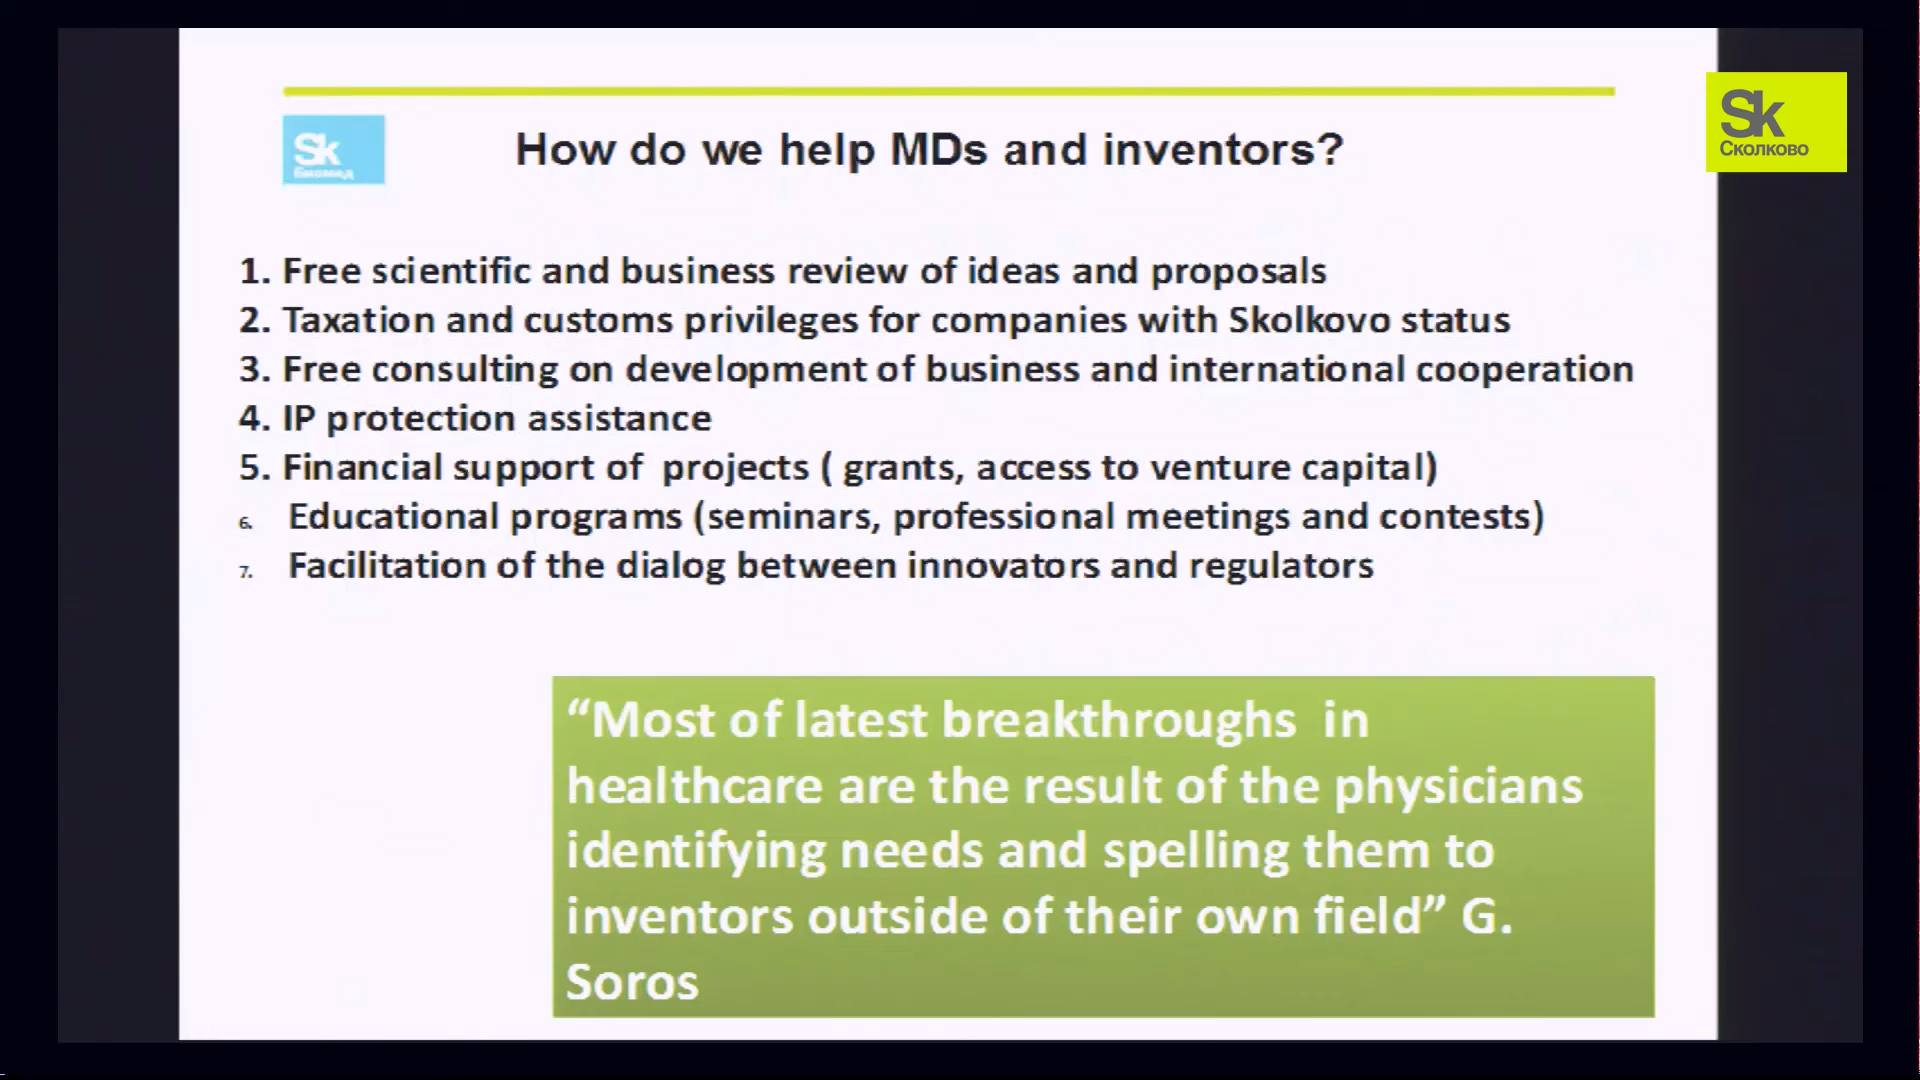 Sk
Сколково
Sk
Биомед
How do we help MDs and inventors?
1. Free scientific and business review of ideas and proposals
2. Taxation and customs privileges for companies with Skolkovo status
3. Free consulting on development of business and international cooperation
4. IP protection assistance
5. Financial support of projects ( grants, access to venture capital)
6. Educational programs (seminars, professional meetings and contests)
7. Facilitation of the dialog between innovators and regulators
“Most of latest breakthroughs in
healthcare are the result of the physicians
identifying needs and spelling them to
inventors outside of their own field” G.
Soros